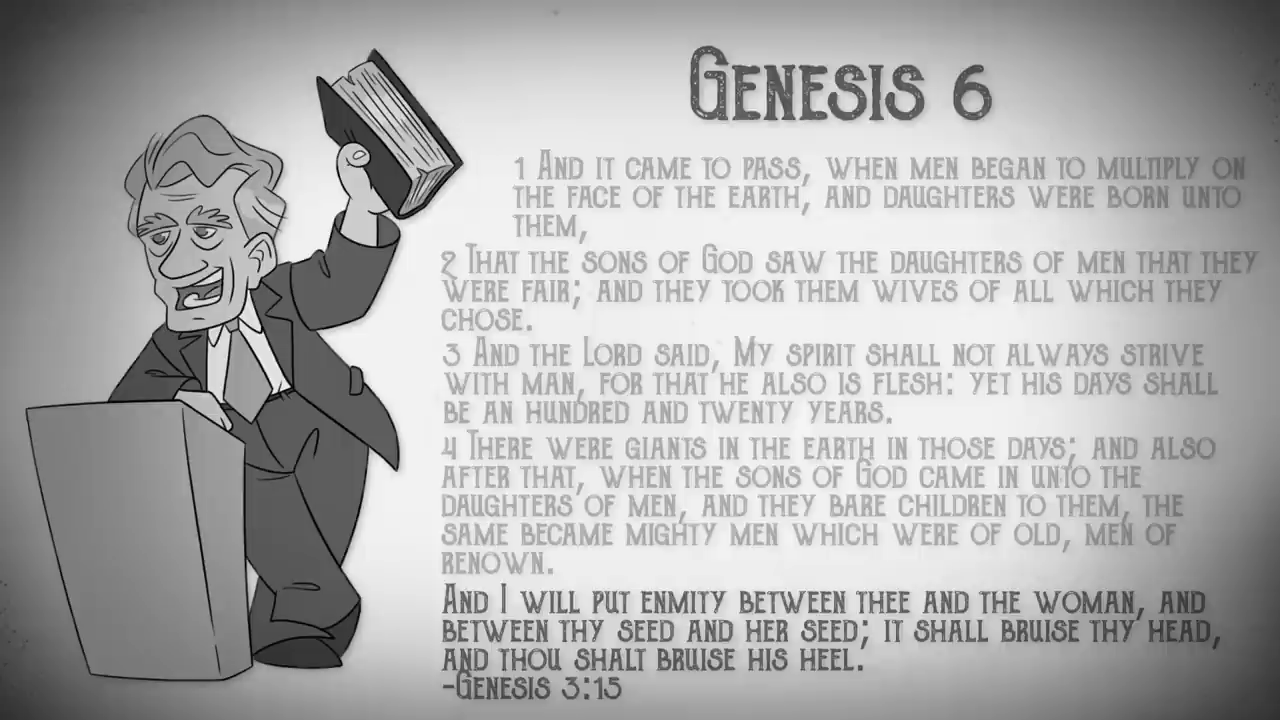 Genesis 6
1 And it came to pass, when men began to multiply on
the face of the earth, and daughters were born unto
them,
2 That the sons of God saw the daughters of men that they
were fair; and they took them wives of all which they
chose.
3 And the Lord said, My spirit shall not always strive
with man, for that he also is flesh: yet his days shall
be an hundred and twenty years.
4 There were giants in the earth in those days; and also
after that, when the sons of God came in unto the
daughters of men, and they bare children to them, the
same became mighty men which were of old, men of
renown.
And I will put enmity between thee and the woman, and
between thy seed and her seed; it shall bruise thy head,
and thou shalt bruise his heel.
-Genesis 3:15